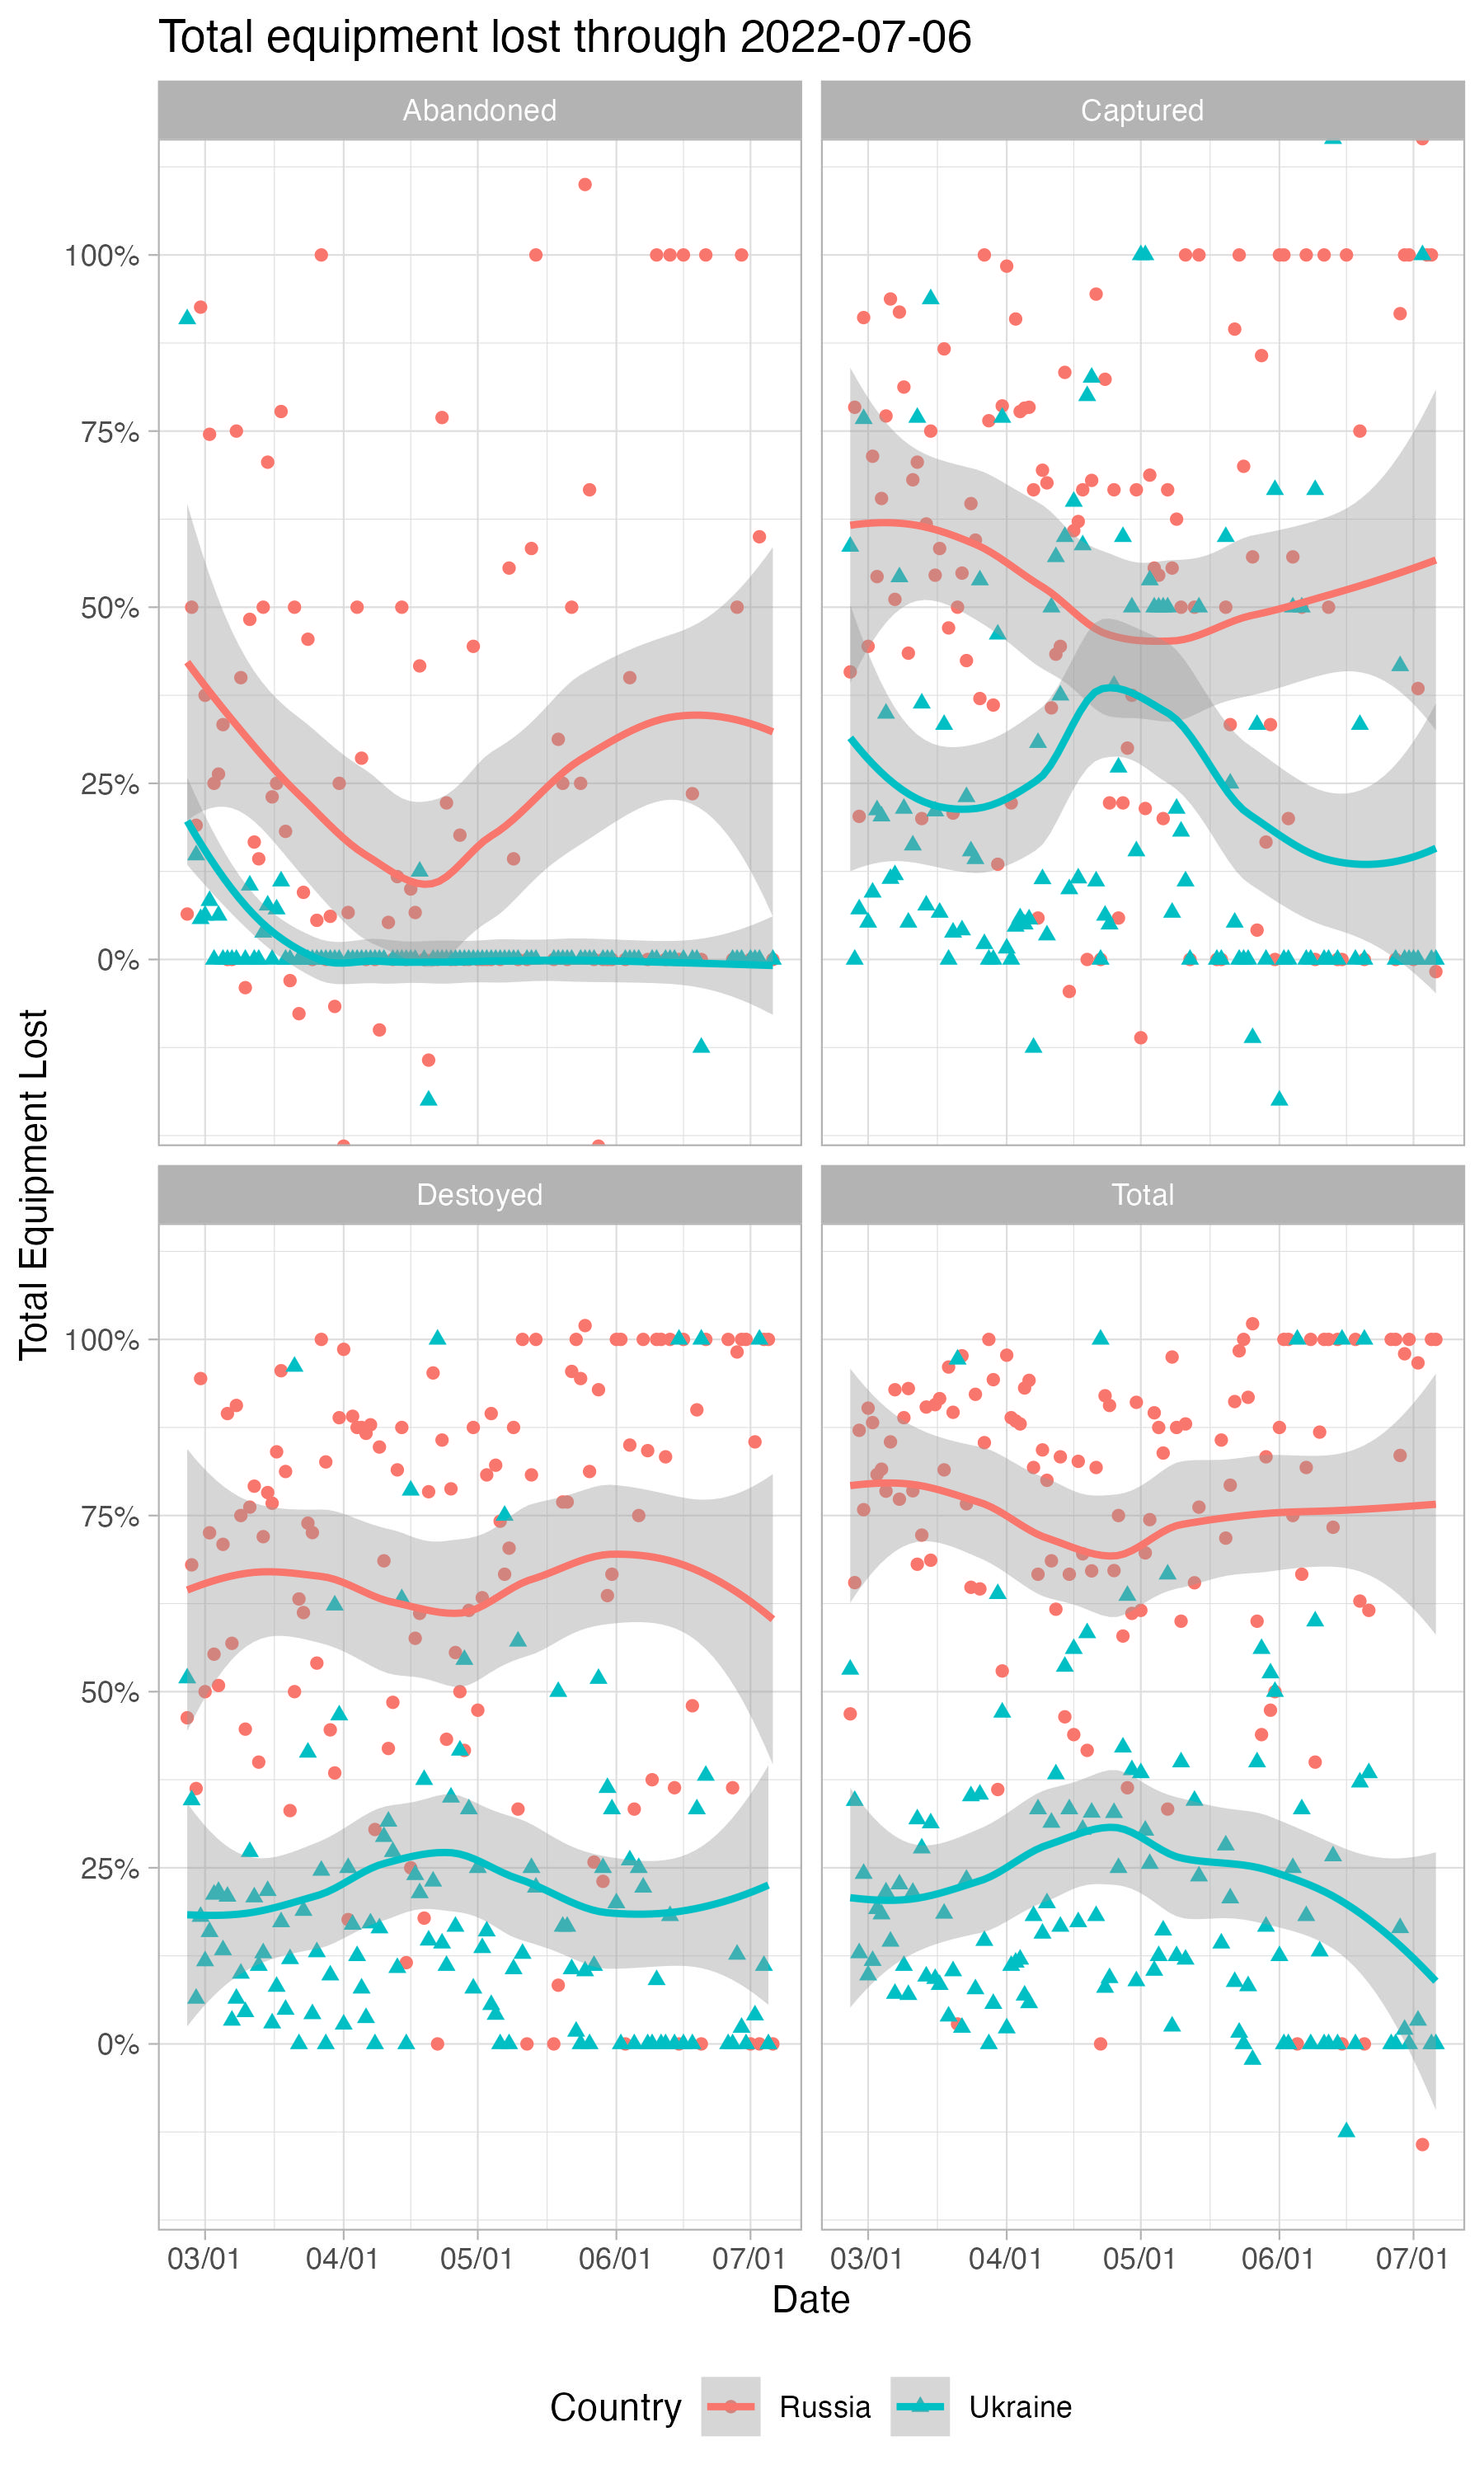 Total equipment lost through 2022-07-06
Abandoned
Captured
100%
75%
50%
25%
0%
Total Equipment Lost
Destoyed
Total
100%
75%
50%
25%
0%
03/01 04/01 05/01 06/01 07/01
03/01 04/01 05/01 06/01 07/01
Date
Country Russia Ukraine